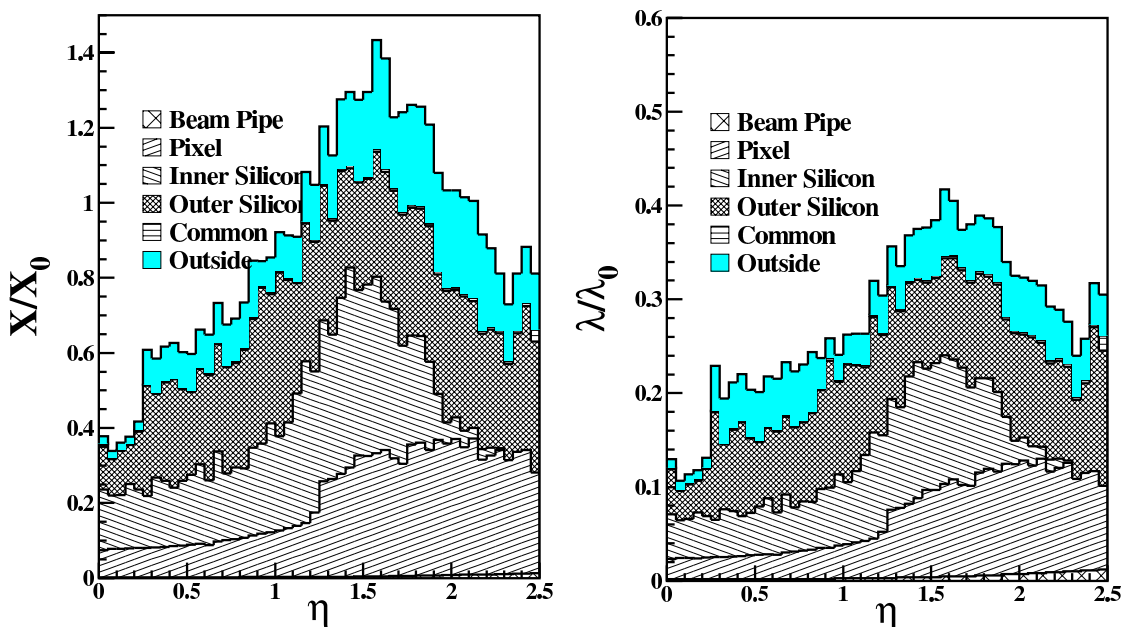 X/X0
1.4
1.2
1
0.8
0.6
0.4
0.2
0
Beam Pipe
Pixel
Inner Silicon
Outer Silicon
Common
Outside
0 0.5 1 1.5 2 2.5
η
λ/λ0
0.6
0.5
0.4
0.3
0.2
0.1
0
Beam Pipe
Pixel
Inner Silicon
Outer Silicon
Common
Outside
0 0.5 1 1.5 2 2.5
η